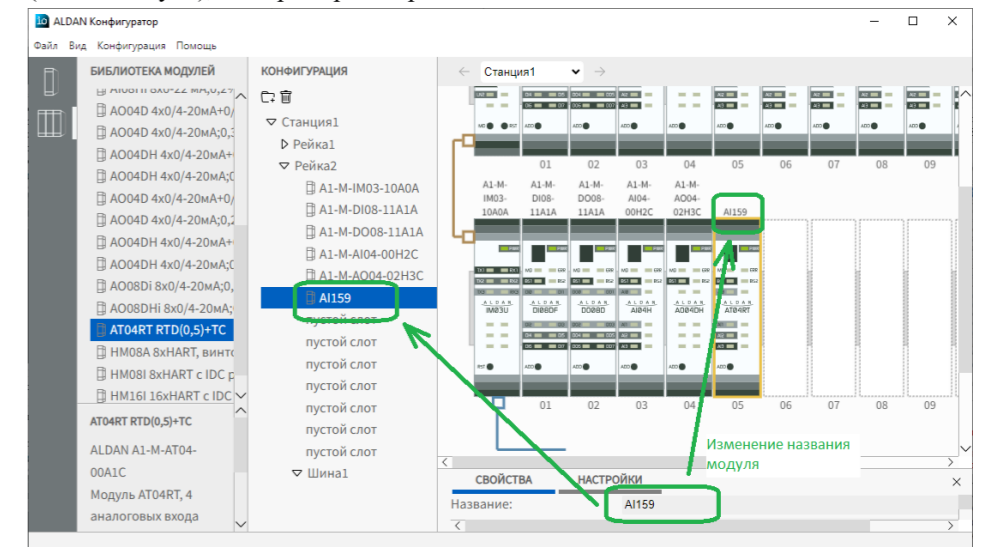 ALDAN Конфигуратор
Файл Вид Конфигурация Помощь
БИБЛИОТЕКА МОДУЛЕЙ
AO04D 4x0/4-20мА+0/
AO04D 4x0/4-20мА;0,3
AO04DH 4x0/4-20мА+
AO04DH 4x0/4-20мА;0
AO04D 4x0/4-20мА+0/
AO04D 4x0/4-20мА;0,2
AO04DH 4x0/4-20мА+
AO04DH 4x0/4-20мА;0
AO08Di 8x0/4-20мА;0,
AO08DHi 8x0/4-20мА;
AT04RT RTD(0,5)+TC
HM08A 8xHART, винто
HM08I 8xHART с IDC р
HM16I 16xHART с IDC
AT04RT RTD(0,5)+TC
ALDAN A1-M-AT04-
00A1C
Модуль AT04RT, 4
аналоговых входа
КОНФИГУРАЦИЯ
Станция1
Рейка1
Рейка2
A1-M-IM03-10A0A
A1-M-DI08-11A1A
A1-M-DO08-11A1A
A1-M-AI04-00H2C
A1-M-AO04-02H3C
AI159
пустой слот
пустой слот
пустой слот
пустой слот
пустой слот
пустой слот
пустой слот
Шина1
Станция1
01 02 03 04 05 06 07 08 09
A1-M- A1-M- A1-M- A1-M- A1-M-
IM03- DI08- DO08- AI04- AO04-
10A0A 11A1A 11A1A 00H2C 02H3C AI159
IM03U DI08DF DO08D AI04H AO04DH AT04RT
01 02 03 04 05 06 07 08 09
Изменение названия
модуля
СВОЙСТВА НАСТРОЙКИ
Название: AI159